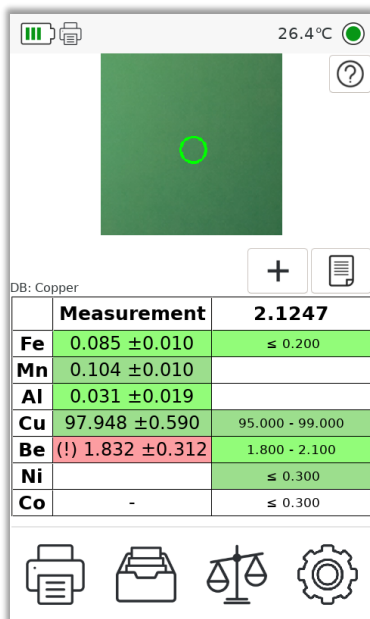 26.4°C
?
DB: Copper
+
Measurement 2.1247
Fe 0.085 ±0.010 ≤ 0.200
Mn 0.104 ±0.010
Al 0.031 ±0.019
Cu 97.948 ±0.590 95.000 - 99.000
Be (!) 1.832 ±0.312 1.800 - 2.100
Ni ≤ 0.300
Co - ≤ 0.300